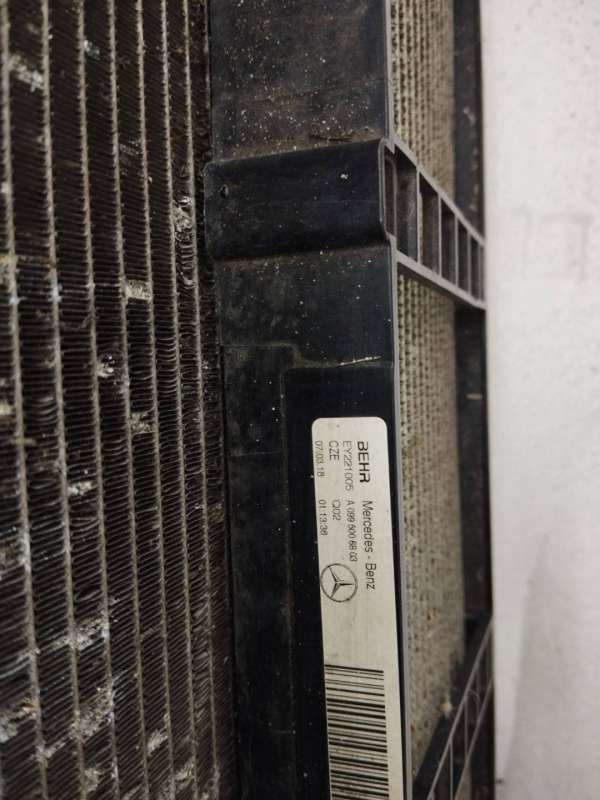 BEHR Mercedes - Benz
EY221005 A 099 500 68 03
CZE Q02
07.03.18 01:13:36